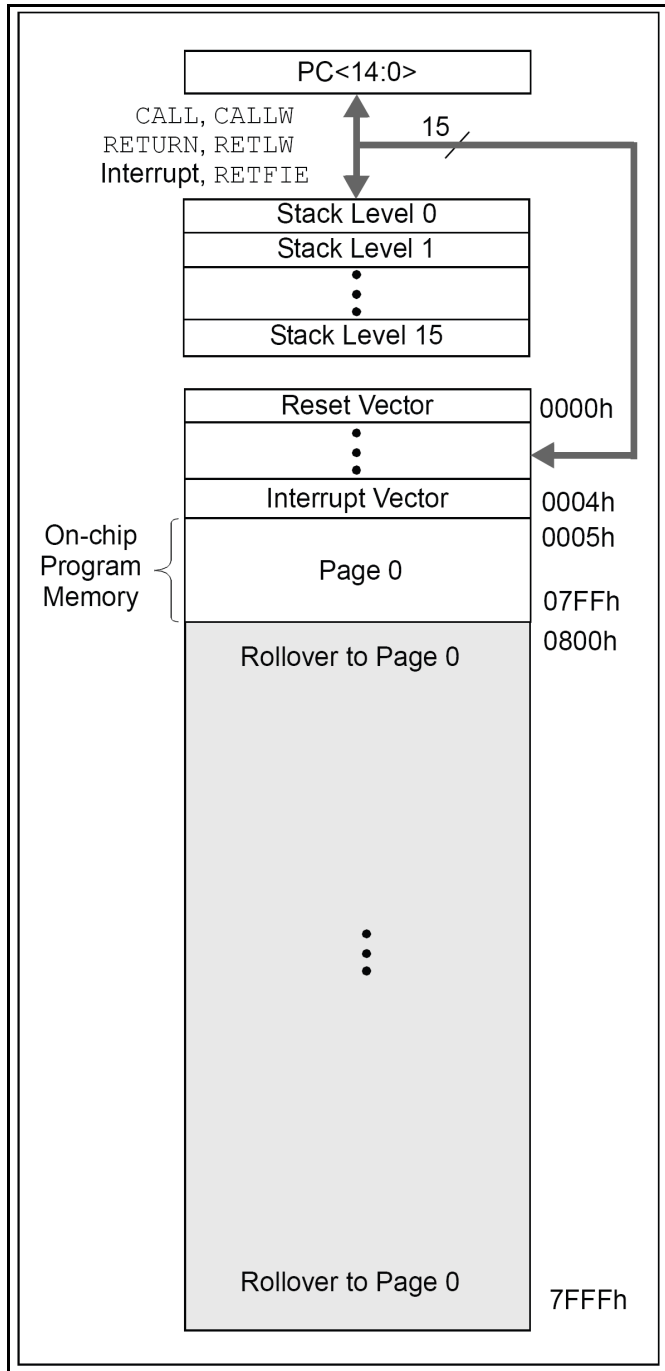 PC<14:0>
CALL, CALLW
RETURN, RETLW
Interrupt, RETFIE
15
Stack Level 0
Stack Level 1
Stack Level 15
Reset Vector
0000h
Interrupt Vector
0004h
On-chip
Program
Memory
Page 0
0005h
07FFh
Rollover to Page 0
0800h
Rollover to Page 0
7FFFh